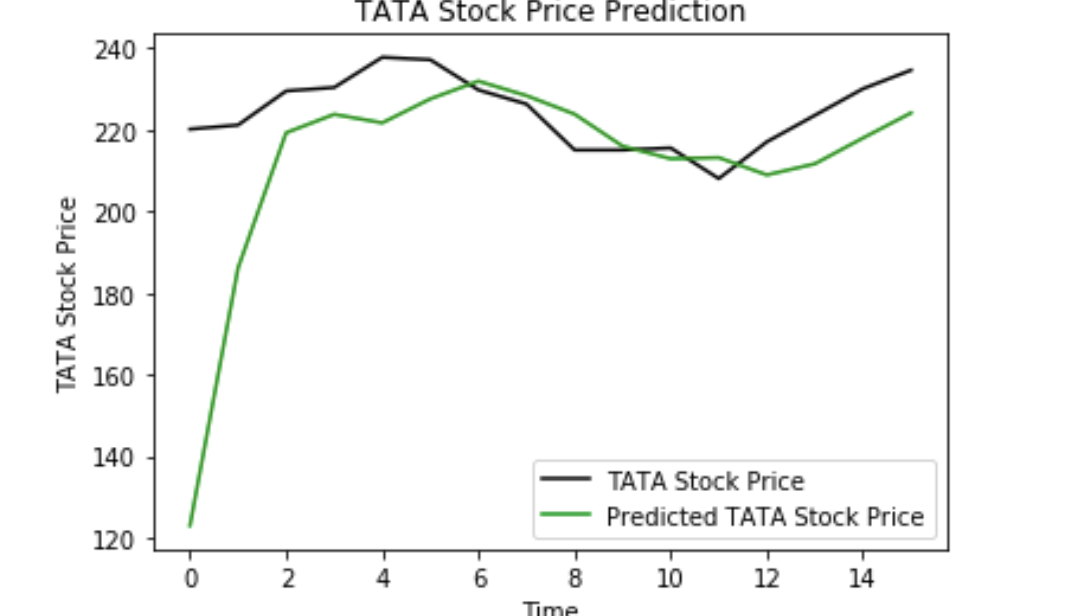 TATA Stock Price Prediction
TATA Stock Price
240
220
200
180
160
140
120
TATA Stock Price
Predicted TATA Stock Price
0 2 4 6 8 10 12 14
Time